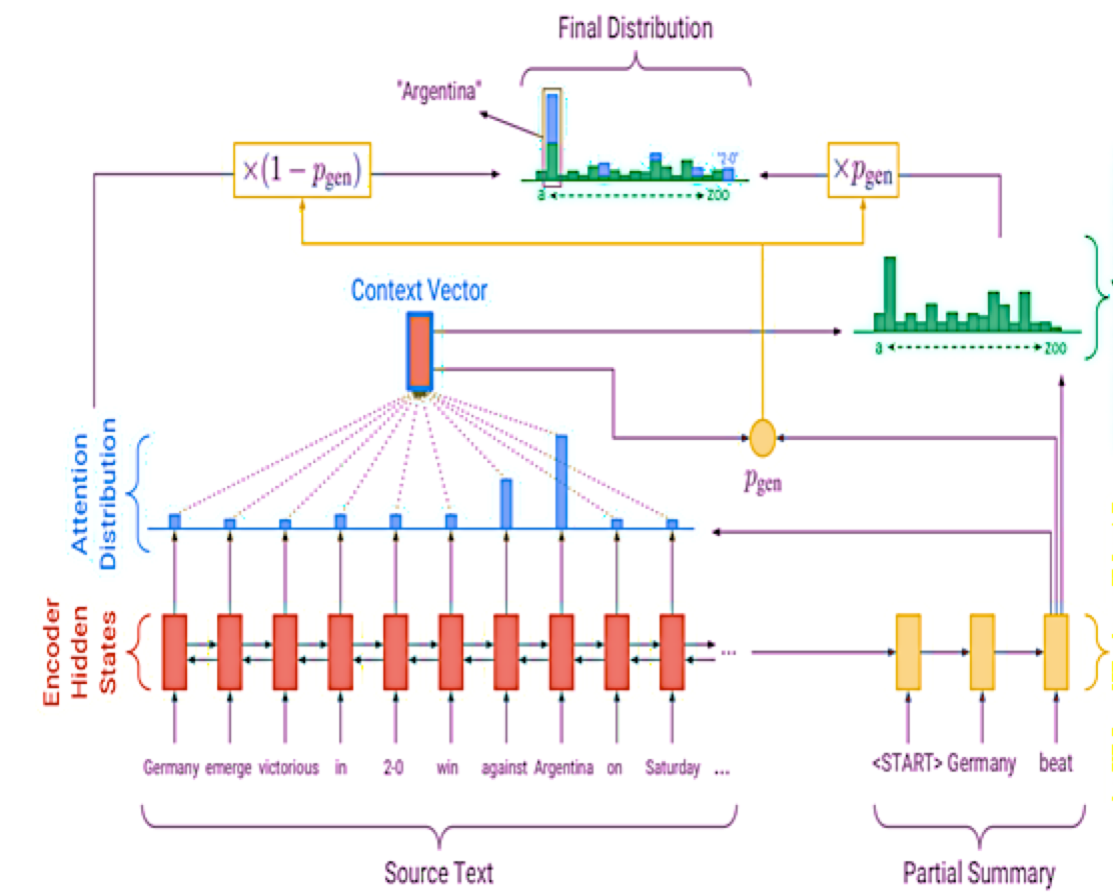 Final Distribution
"Argentina"
×(1 − pgen)
"2-0"
×pgen
a
zoo
Context Vector
a
zoo
Attention
Distribution
pgen
Encoder
Hidden
States
...
Germany emerge victorious in 2-0 win against Argentina on Saturday ...
<START> Germany beat
Source Text
Partial Summary